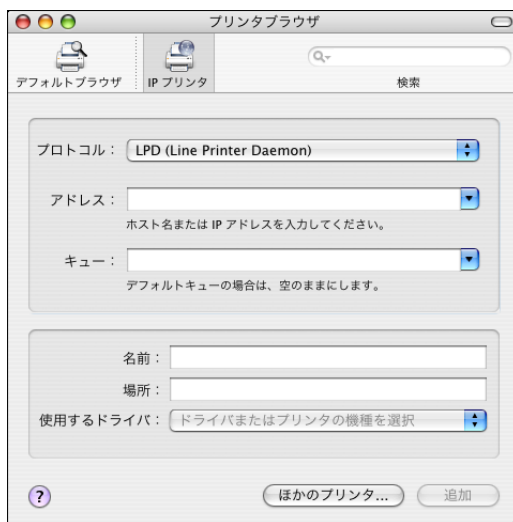 プリンタブラウザ
デフォルトブラウザ
IP プリンタ
検索
プロトコル：
LPD (Line Printer Daemon)
アドレス：
ホスト名または IP アドレスを入力してください。
キュー：
デフォルトキューの場合は、空のままにします。
名前：
場所：
使用するドライバ：
ドライバまたはプリンタの機種を選択
?
ほかのプリンタ...
追加